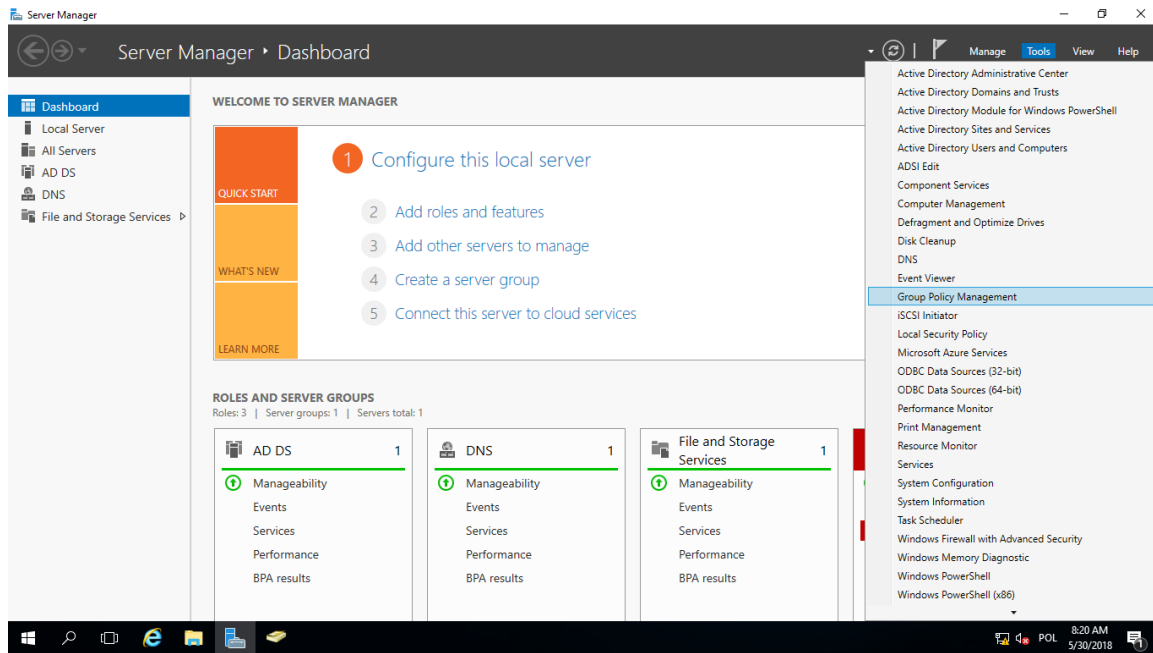 Server Manager
Server Manager • Dashboard
Manage Tools View Help
Dashboard
Local Server
All Servers
AD DS
DNS
File and Storage Services
WELCOME TO SERVER MANAGER
QUICK START
WHAT'S NEW
LEARN MORE
1 Configure this local server
2 Add roles and features
3 Add other servers to manage
4 Create a server group
5 Connect this server to cloud services
ROLES AND SERVER GROUPS
Roles: 3 | Server groups: 1 | Servers total: 1
AD DS 1
Manageability
Events
Services
Performance
BPA results
DNS 1
Manageability
Events
Services
Performance
BPA results
File and Storage
Services 1
Manageability
Events
Services
Performance
BPA results
Active Directory Administrative Center
Active Directory Domains and Trusts
Active Directory Module for Windows PowerShell
Active Directory Sites and Services
Active Directory Users and Computers
ADSI Edit
Component Services
Computer Management
Defragment and Optimize Drives
Disk Cleanup
DNS
Event Viewer
Group Policy Management
iSCSI Initiator
Local Security Policy
Microsoft Azure Services
ODBC Data Sources (32-bit)
ODBC Data Sources (64-bit)
Performance Monitor
Print Management
Resource Monitor
Services
System Configuration
System Information
Task Scheduler
Windows Firewall with Advanced Security
Windows Memory Diagnostic
Windows PowerShell
Windows PowerShell (x86)
POL
8:20 AM
5/30/2018
1